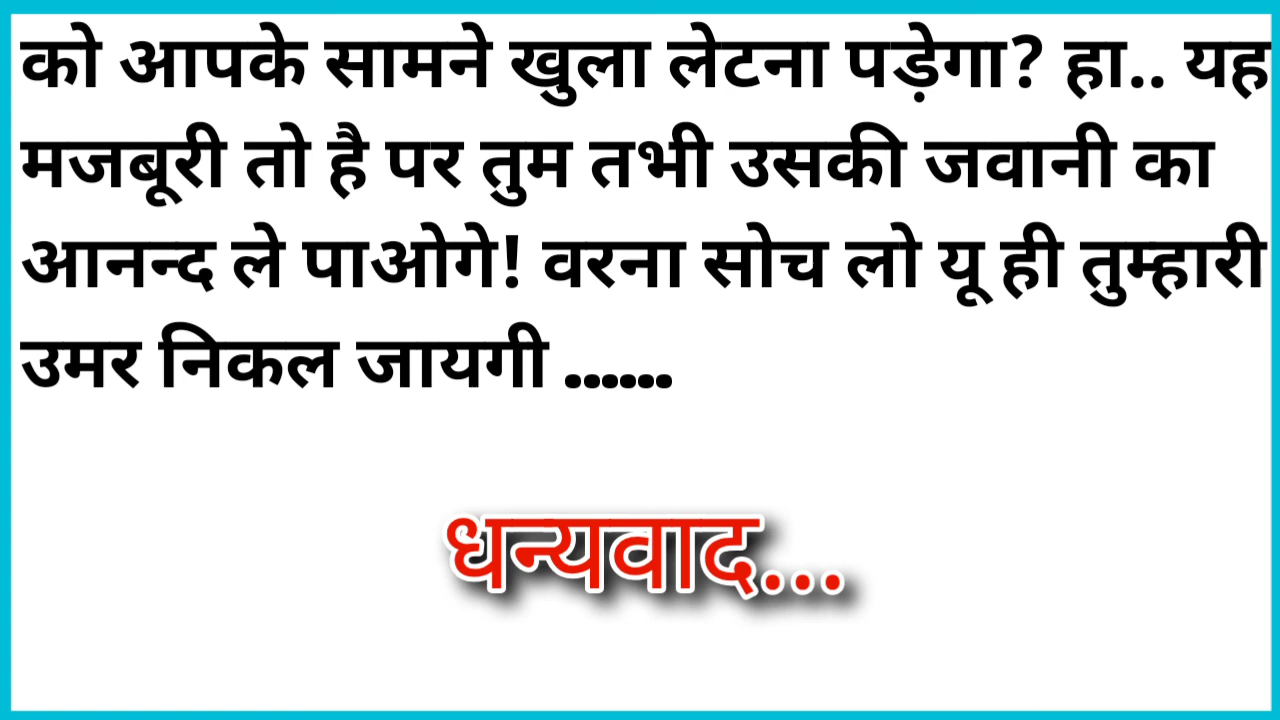 को आपके सामने खुला लेटना पड़ेगा? हा.. यह
मजबूरी तो है पर तुम तभी उसकी जवानी का
आनन्द ले पाओगे! वरना सोच लो यू ही तुम्हारी
उमर निकल जायगी ......
धन्यवाद...